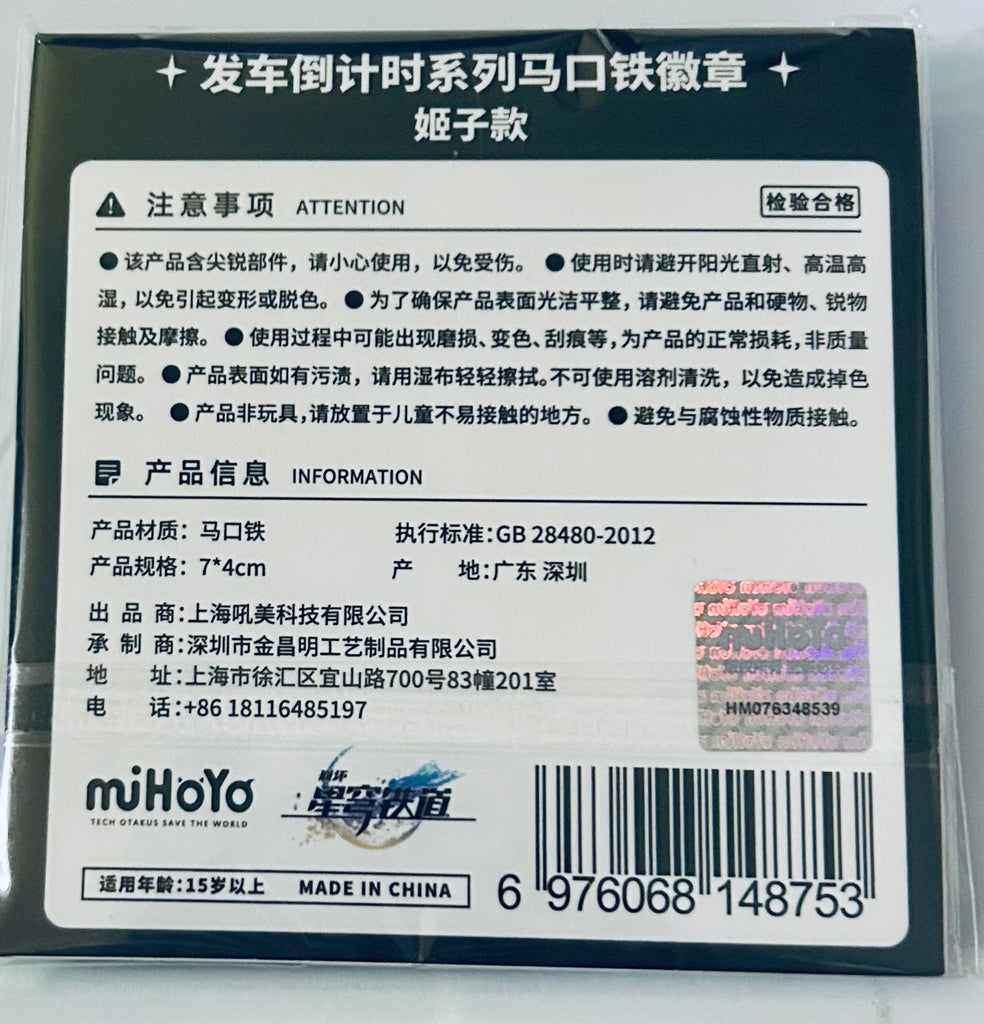 发车倒计时系列马口铁徽章
姬子款
注意事项 ATTENTION 检验合格
●该产品含尖锐部件，请小心使用，以免受伤。 ●使用时请避开阳光直射、高温高
湿，以免引起变形或脱色。 ●为了确保产品表面光洁平整，请避免产品和硬物、锐物
接触及摩擦。 ●使用过程中可能出现磨损、变色、刮痕等，为产品的正常损耗，非质量
问题。 ●产品表面如有污渍，请用湿布轻轻擦拭。不可使用溶剂清洗，以免造成掉色
现象。 ●产品非玩具，请放置于儿童不易接触的地方。 ●避免与腐蚀性物质接触。
产品信息 INFORMATION
产品材质：马口铁 执行标准：GB 28480-2012
产品规格：7*4cm 产 地：广东 深圳
出 品 商：上海吼美科技有限公司
承 制 商：深圳市金昌明工艺制品有限公司
地 址：上海市徐汇区宜山路700号83幢201室
电 话：+86 18116485197
miHoYo
HM076348539
miHoYo
TECH OTAKUS SAVE THE WORLD
崩坏
星穹铁道
适用年龄：15岁以上 MADE IN CHINA
6 976068 148753